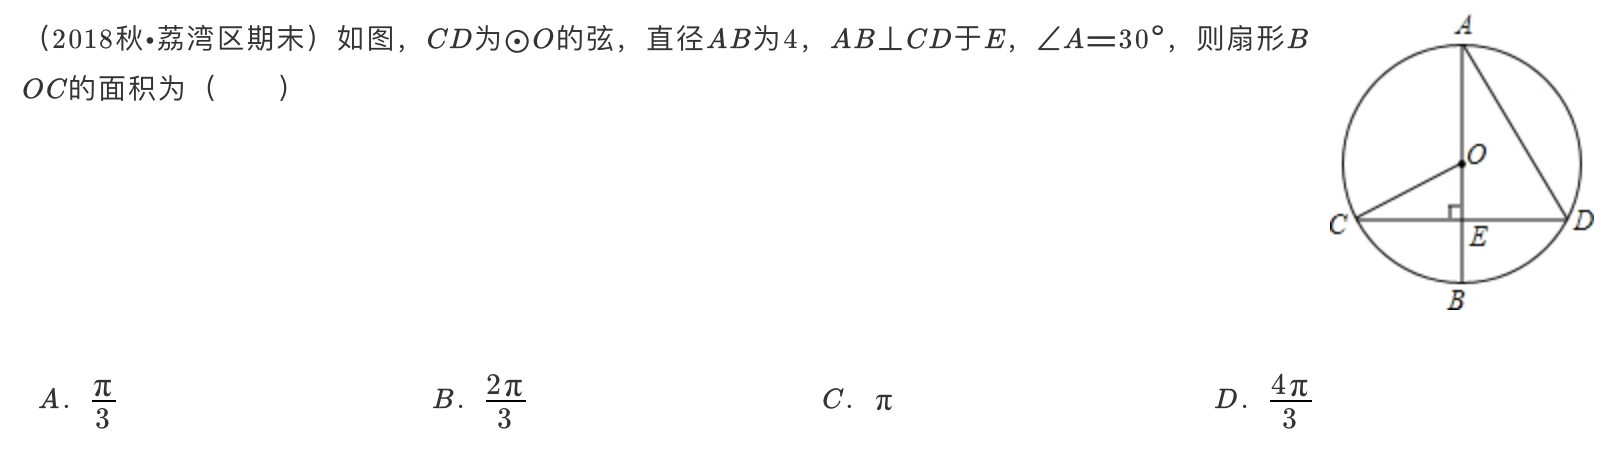 （2018秋•荔湾区期末）如图，CD为⊙O的弦，直径AB为4，AB⊥CD于E，∠A＝30°，则扇形B
OC的面积为（　　）
A
O
C
E
D
B
A. π/3
B. 2π/3
C. π
D. 4π/3